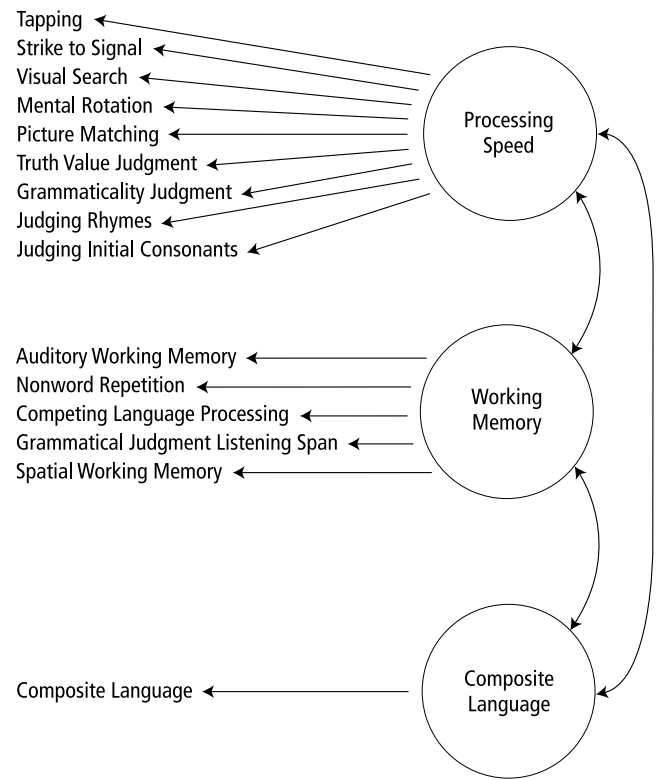 Tapping
Strike to Signal
Visual Search
Mental Rotation
Picture Matching
Truth Value Judgment
Grammaticality Judgment
Judging Rhymes
Judging Initial Consonants
Processing
Speed
Auditory Working Memory
Nonword Repetition
Competing Language Processing
Grammatical Judgment Listening Span
Spatial Working Memory
Working
Memory
Composite Language
Composite
Language